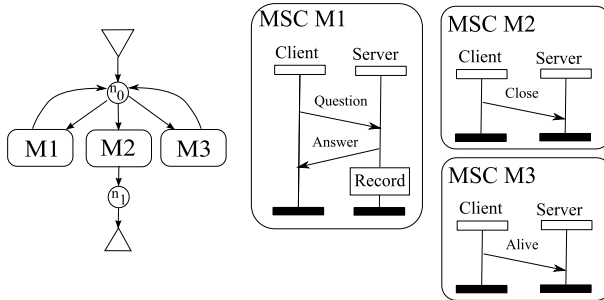 n0
M1 M2 M3
n1
MSC M1
Client Server
Question
Answer
Record
MSC M2
Client Server
Close
MSC M3
Client Server
Alive